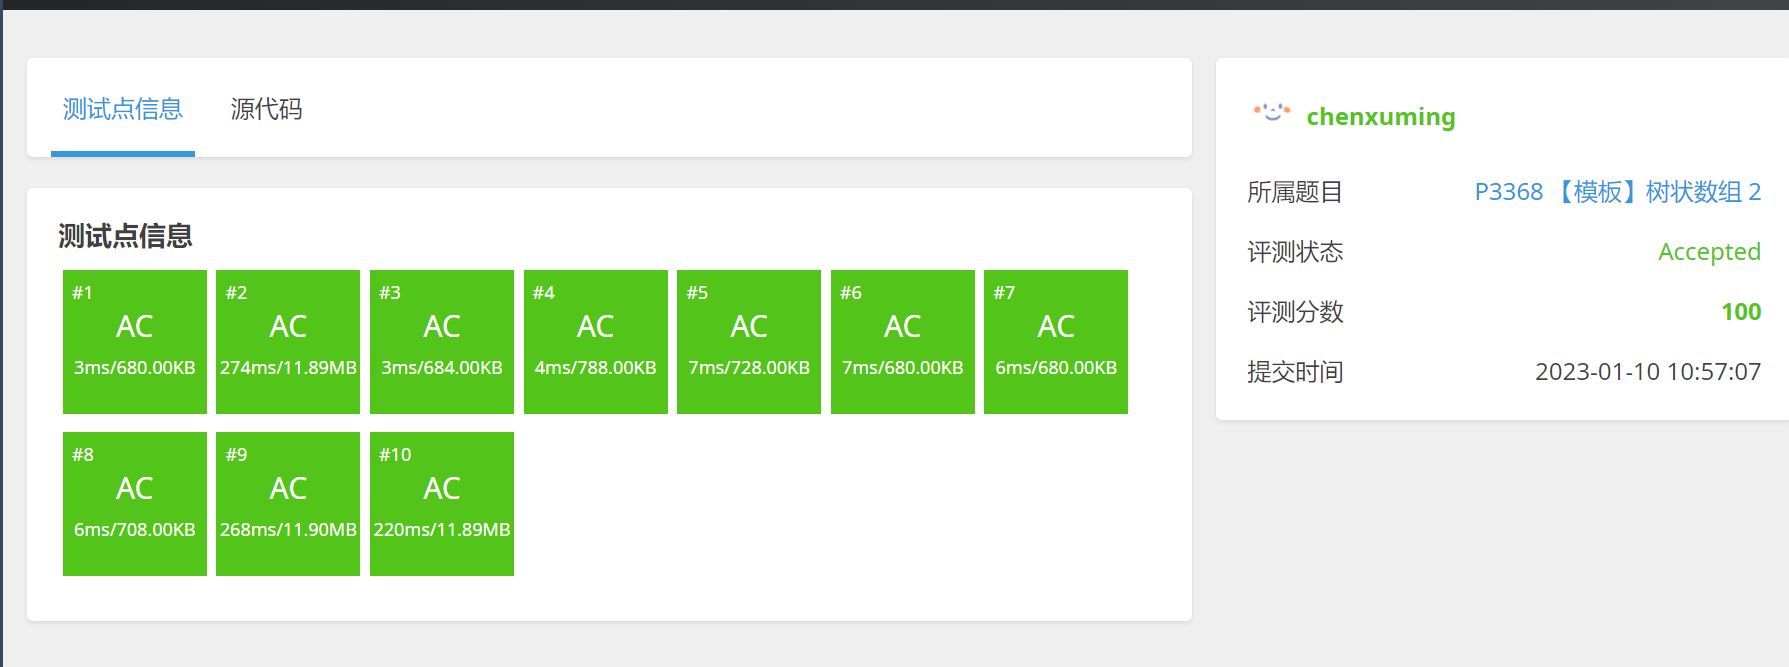 测试点信息 源代码
测试点信息
#1 #2 #3 #4 #5 #6 #7
AC AC AC AC AC AC AC
3ms/680.00KB 274ms/11.89MB 3ms/684.00KB 4ms/788.00KB 7ms/728.00KB 7ms/680.00KB 6ms/680.00KB
#8 #9 #10
AC AC AC
6ms/708.00KB 268ms/11.90MB 220ms/11.89MB
chenxuming
所属题目 P3368 【模板】树状数组 2
评测状态 Accepted
评测分数 100
提交时间 2023-01-10 10:57:07